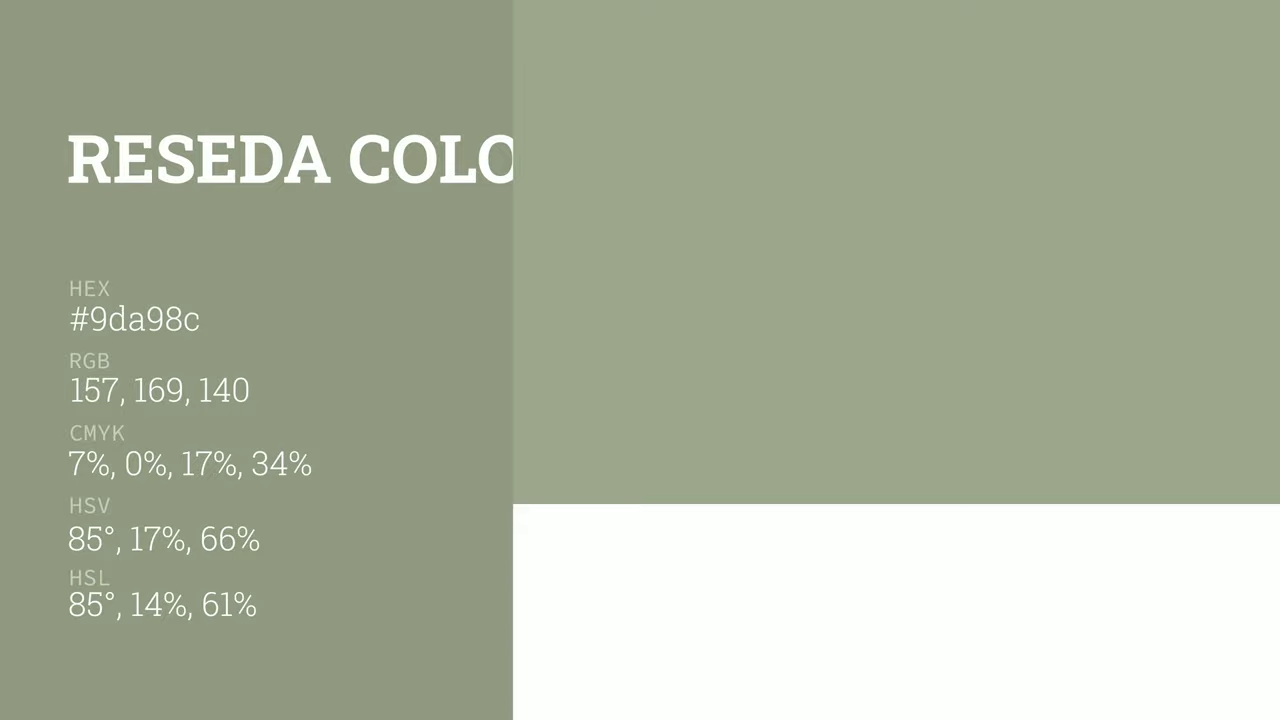 RESEDA COLO
HEX
#9da98c
RGB
157, 169, 140
CMYK
7%, 0%, 17%, 34%
HSV
85°, 17%, 66%
HSL
85°, 14%, 61%